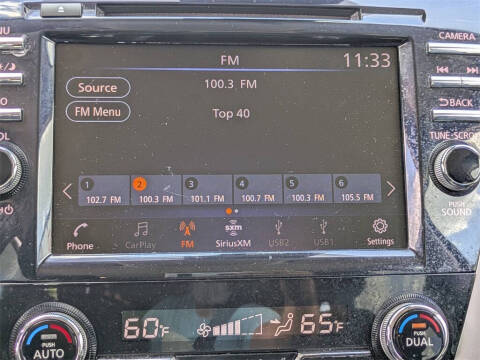 FM 11:33
Source 100.3 FM
FM Menu
Top 40
1 2 3 4 5 6
102.7 FM 100.3 FM 101.1 FM 100.7 FM 100.3 FM 105.5 FM
Phone CarPlay FM SiriusXM USB2 USB1 Settings
sxm
CAMERA
BACK
TUNE·SCROLL
PUSH
SOUND
60°F 65°F
PUSH
AUTO
PUSH
DUAL